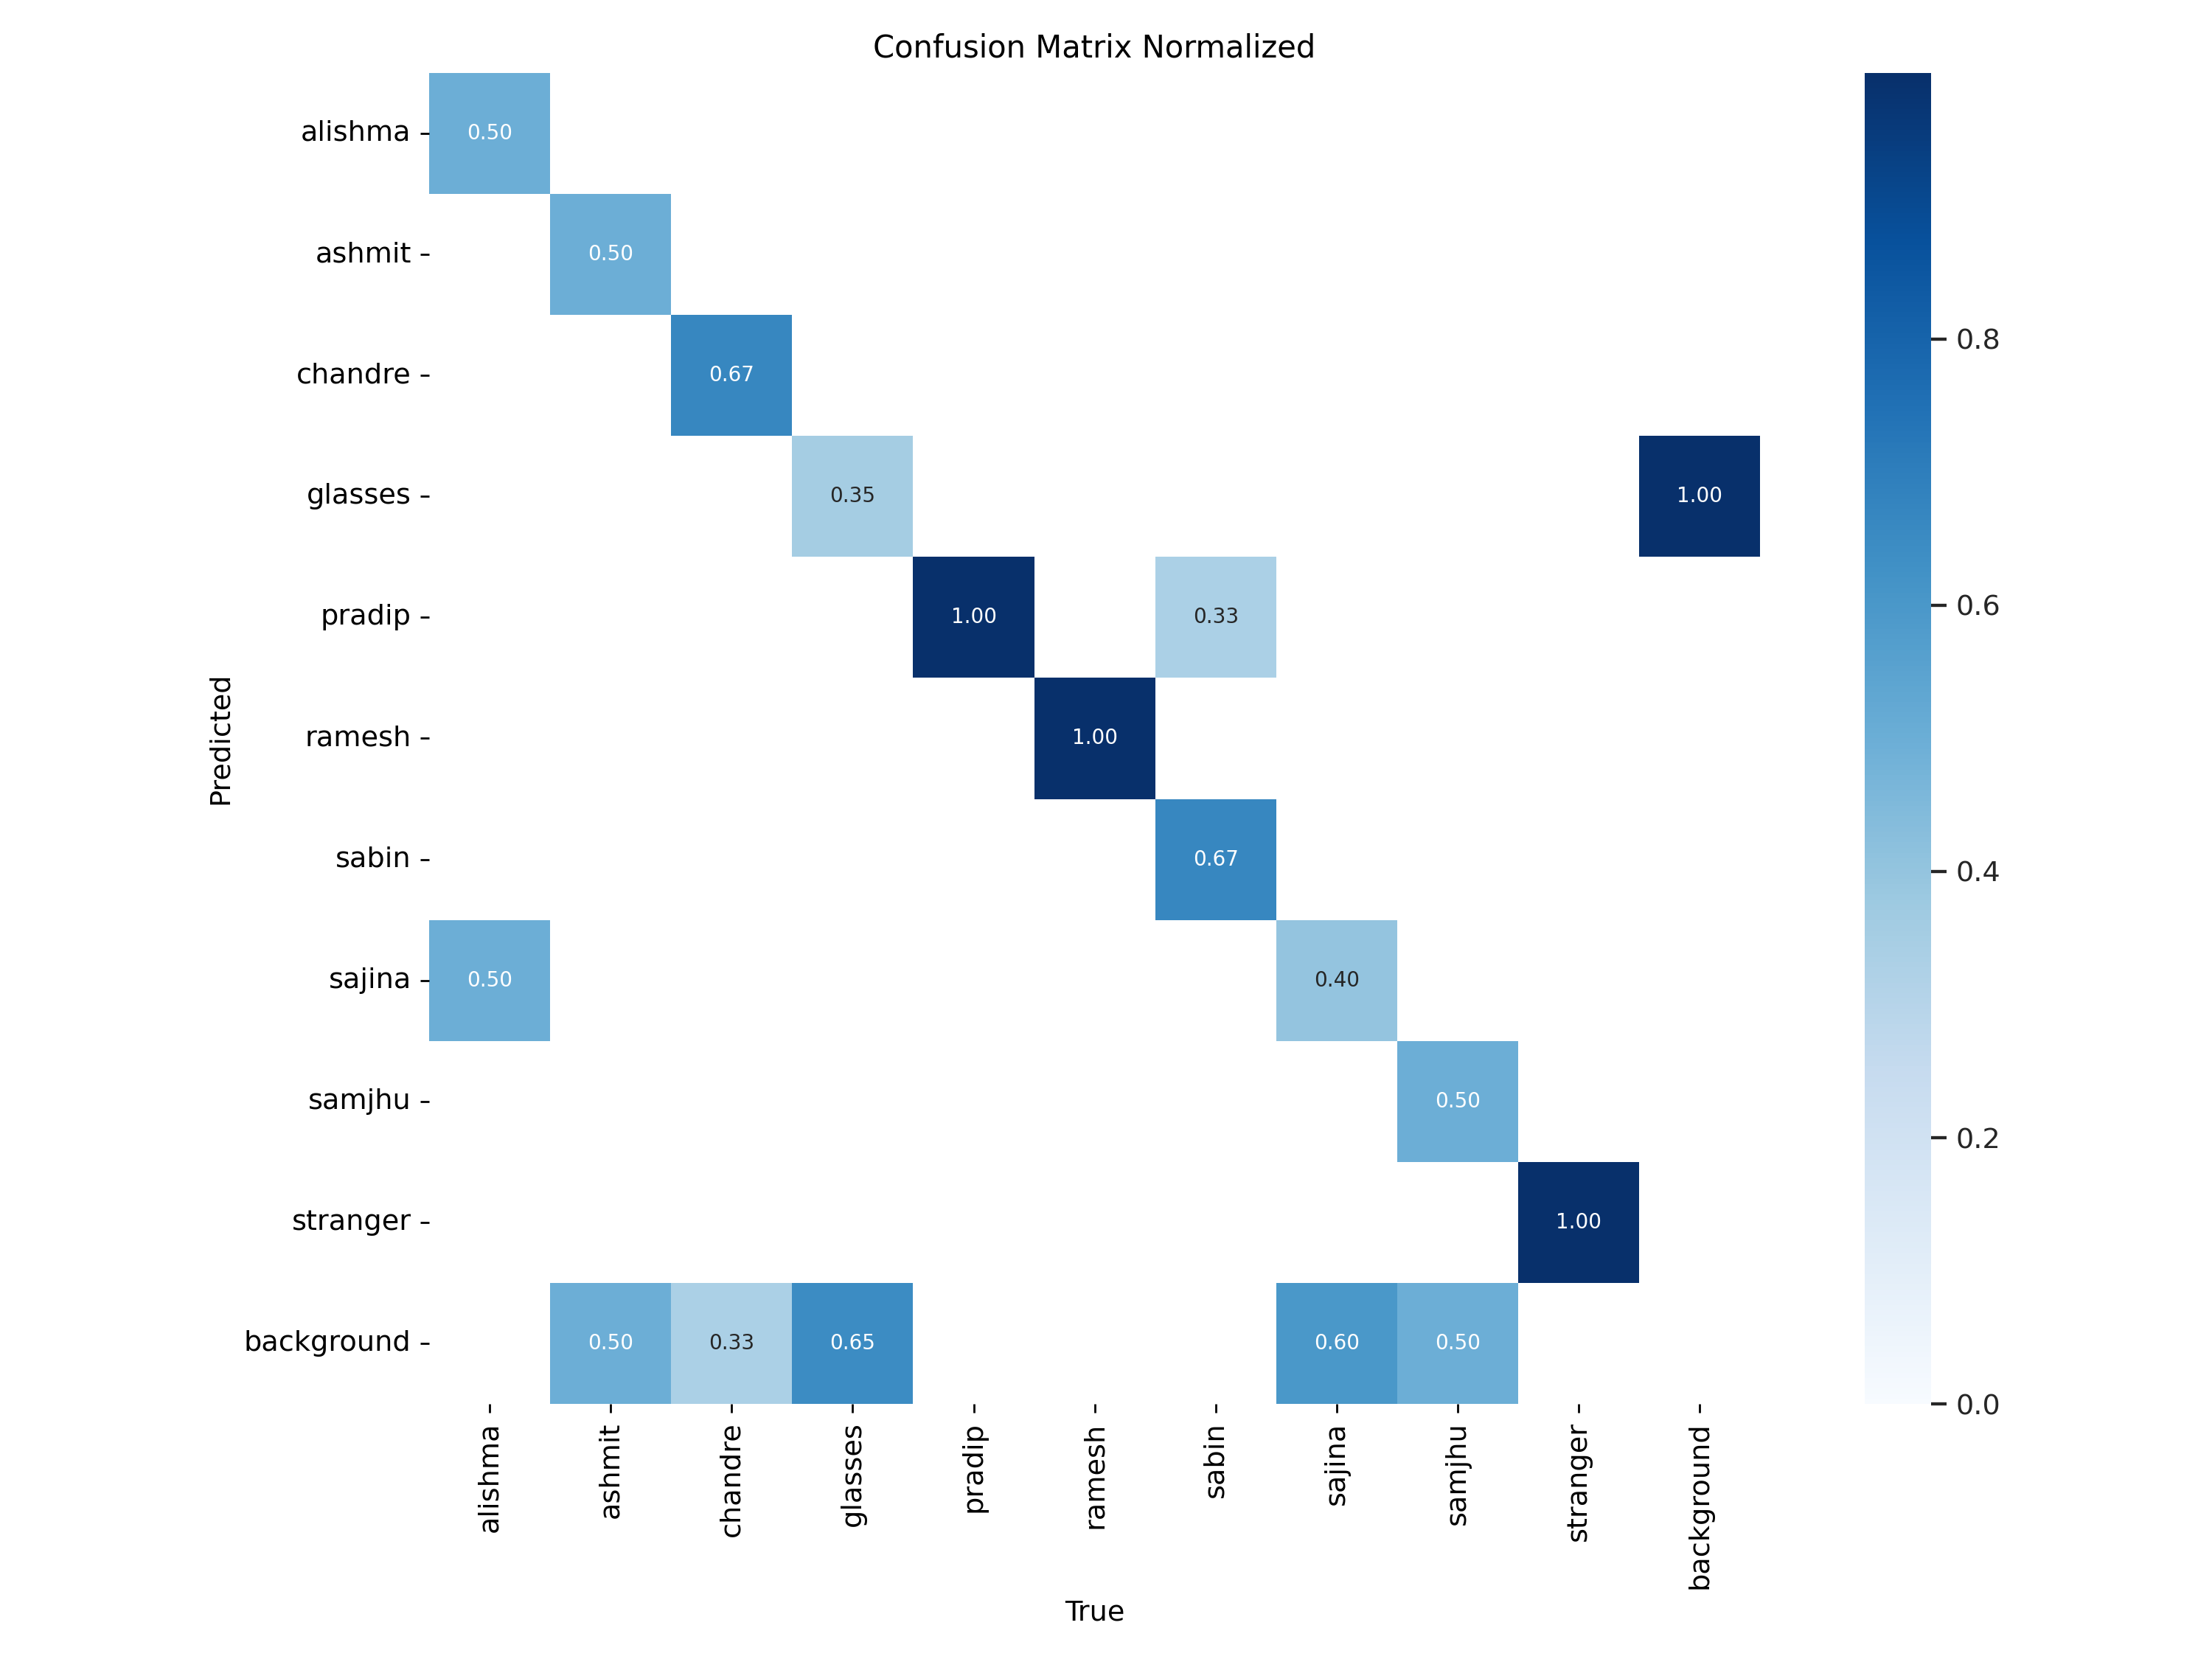 Confusion Matrix Normalized
alishma
0.50
ashmit
0.50
chandre
0.67
0.8
glasses
0.35
1.00
pradip
1.00
0.33
0.6
Predicted
ramesh
1.00
sabin
0.67
0.4
sajina
0.50
0.40
samjhu
0.50
0.2
stranger
1.00
background
0.50
0.33
0.65
0.60
0.50
0.0
alishma
ashmit
chandre
glasses
pradip
ramesh
sabin
sajina
samjhu
stranger
background
True